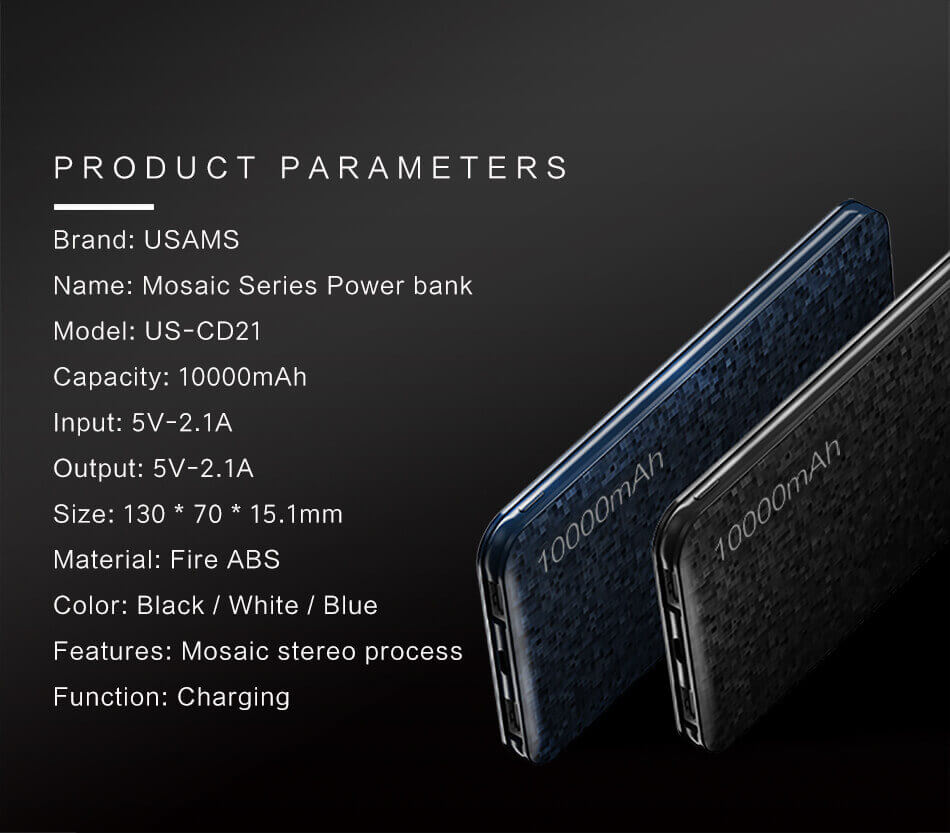 PRODUCT PARAMETERS
Brand: USAMS
Name: Mosaic Series Power bank
Model: US-CD21
Capacity: 10000mAh
Input: 5V-2.1A
Output: 5V-2.1A
Size: 130 * 70 * 15.1mm
Material: Fire ABS
Color: Black / White / Blue
Features: Mosaic stereo process
Function: Charging
10000mAh
10000mAh